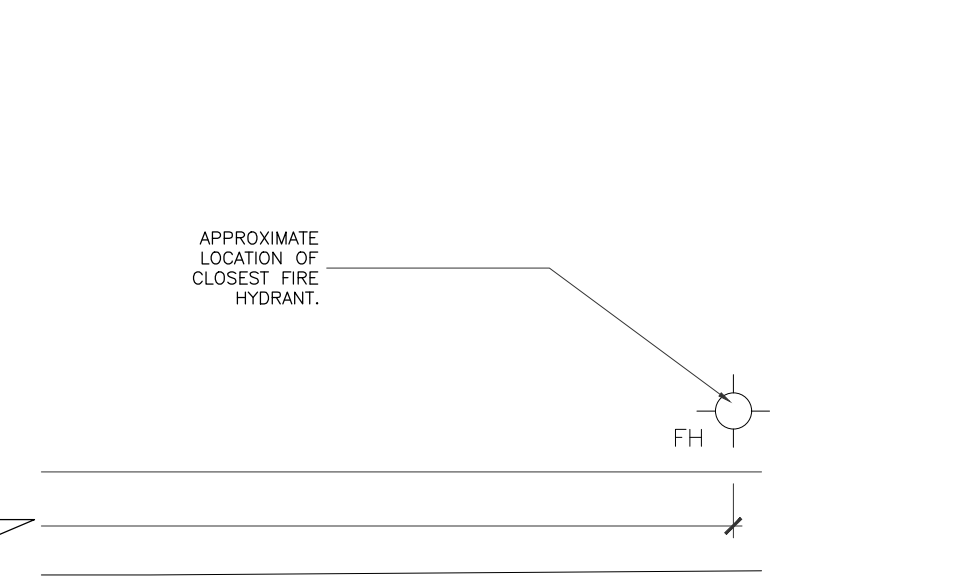 APPROXIMATE
LOCATION OF
CLOSEST FIRE
HYDRANT.
FH